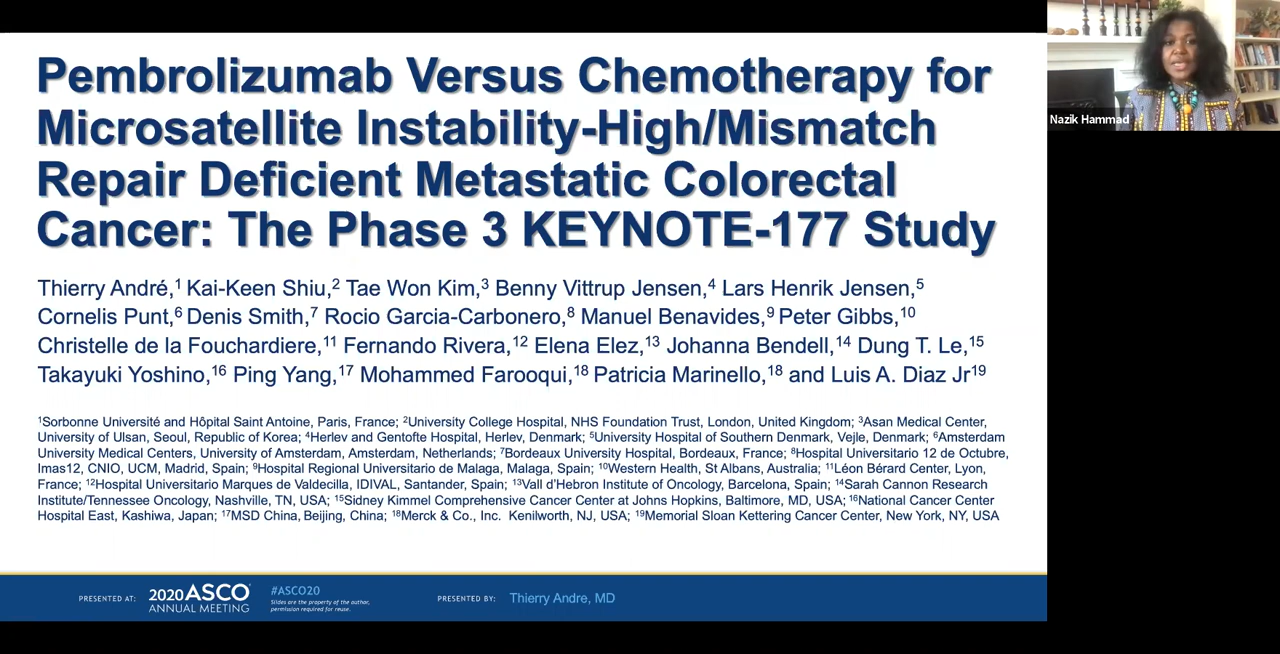 Pembrolizumab Versus Chemotherapy for
Microsatellite Instability-High/Mismatch
Repair Deficient Metastatic Colorectal
Cancer: The Phase 3 KEYNOTE-177 Study
Thierry André,1 Kai-Keen Shiu,2 Tae Won Kim,3 Benny Vittrup Jensen,4 Lars Henrik Jensen,5
Cornelis Punt,6 Denis Smith,7 Rocio Garcia-Carbonero,8 Manuel Benavides,9 Peter Gibbs,10
Christelle de la Fouchardiere,11 Fernando Rivera,12 Elena Elez,13 Johanna Bendell,14 Dung T. Le,15
Takayuki Yoshino,16 Ping Yang,17 Mohammed Farooqui,18 Patricia Marinello,18 and Luis A. Diaz Jr19
1Sorbonne Université and Hôpital Saint Antoine, Paris, France; 2University College Hospital, NHS Foundation Trust, London, United Kingdom; 3Asan Medical Center,
University of Ulsan, Seoul, Republic of Korea; 4Herlev and Gentofte Hospital, Herlev, Denmark; 5University Hospital of Southern Denmark, Vejle, Denmark; 6Amsterdam
University Medical Centers, University of Amsterdam, Amsterdam, Netherlands; 7Bordeaux University Hospital, Bordeaux, France; 8Hospital Universitario 12 de Octubre,
Imas12, CNIO, UCM, Madrid, Spain; 9Hospital Regional Universitario de Malaga, Malaga, Spain; 10Western Health, St Albans, Australia; 11Léon Bérard Center, Lyon,
France; 12Hospital Universitario Marques de Valdecilla, IDIVAL, Santander, Spain; 13Vall d'Hebron Institute of Oncology, Barcelona, Spain; 14Sarah Cannon Research
Institute/Tennessee Oncology, Nashville, TN, USA; 15Sidney Kimmel Comprehensive Cancer Center at Johns Hopkins, Baltimore, MD, USA; 16National Cancer Center
Hospital East, Kashiwa, Japan; 17MSD China, Beijing, China; 18Merck & Co., Inc. Kenilworth, NJ, USA; 19Memorial Sloan Kettering Cancer Center, New York, NY, USA
PRESENTED AT:
2020 ASCO
ANNUAL MEETING
#ASCO20
Slides are the property of the author,
permission required for reuse.
PRESENTED BY:
Thierry Andre, MD
Nazik Hammad